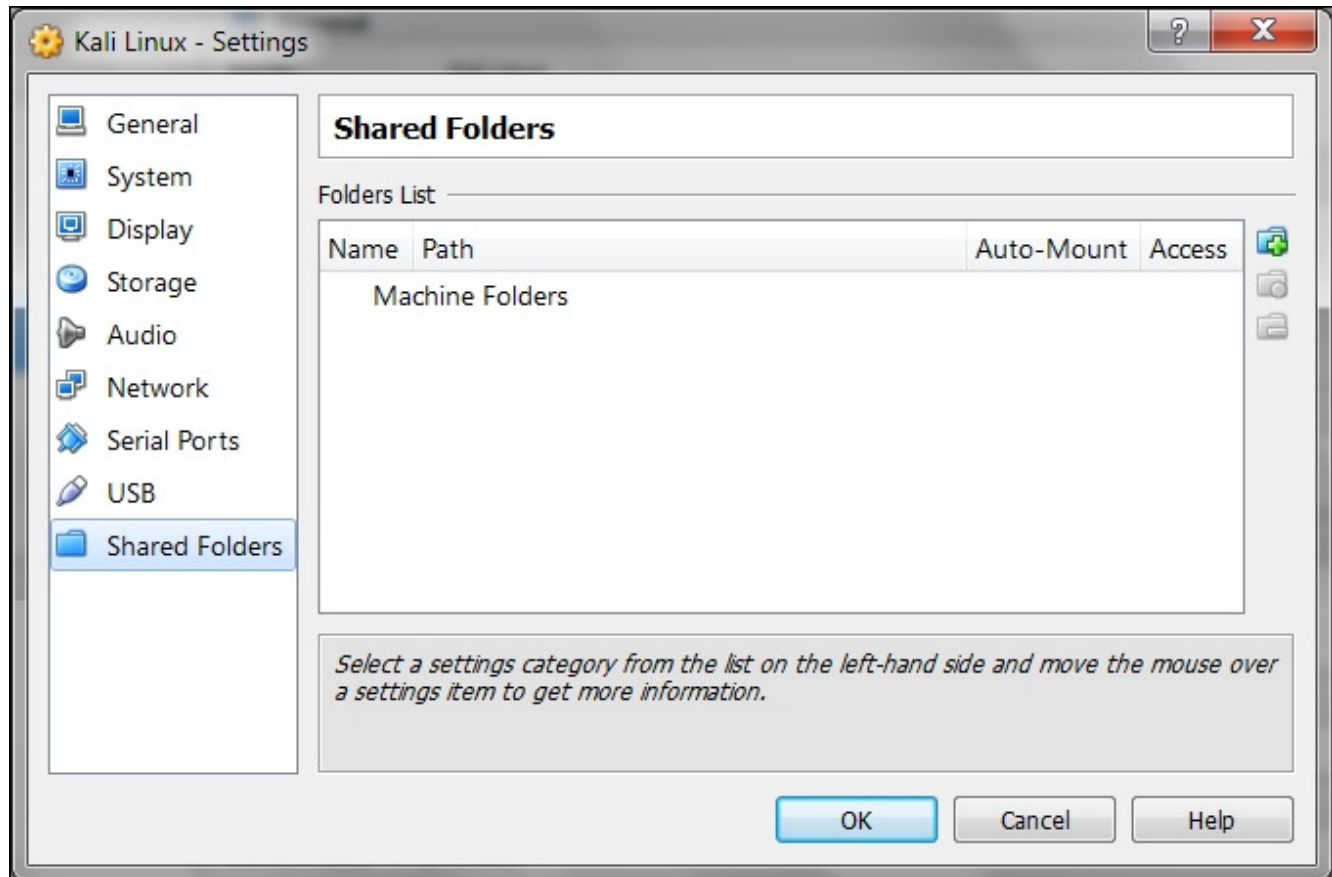 Kali Linux - Settings
General
System
Display
Storage
Audio
Network
Serial Ports
USB
Shared Folders
Shared Folders
Folders List
Name Path Auto-Mount Access
Machine Folders
Select a settings category from the list on the left-hand side and move the mouse over
a settings item to get more information.
OK Cancel Help